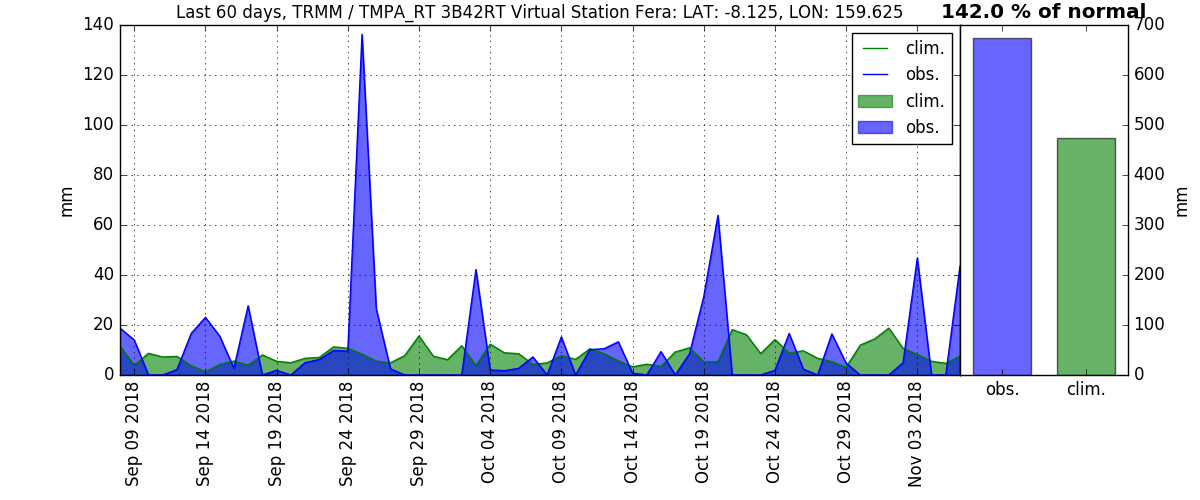 Last 60 days, TRMM / TMPA_RT 3B42RT Virtual Station Fera: LAT: -8.125, LON: 159.625
142.0 % of normal
140
120
100
80
60
40
20
0
mm
clim.
obs.
clim.
obs.
700
600
500
400
300
200
100
0
mm
Sep 09 2018
Sep 14 2018
Sep 19 2018
Sep 24 2018
Sep 29 2018
Oct 04 2018
Oct 09 2018
Oct 14 2018
Oct 19 2018
Oct 24 2018
Oct 29 2018
Nov 03 2018
obs.
clim.